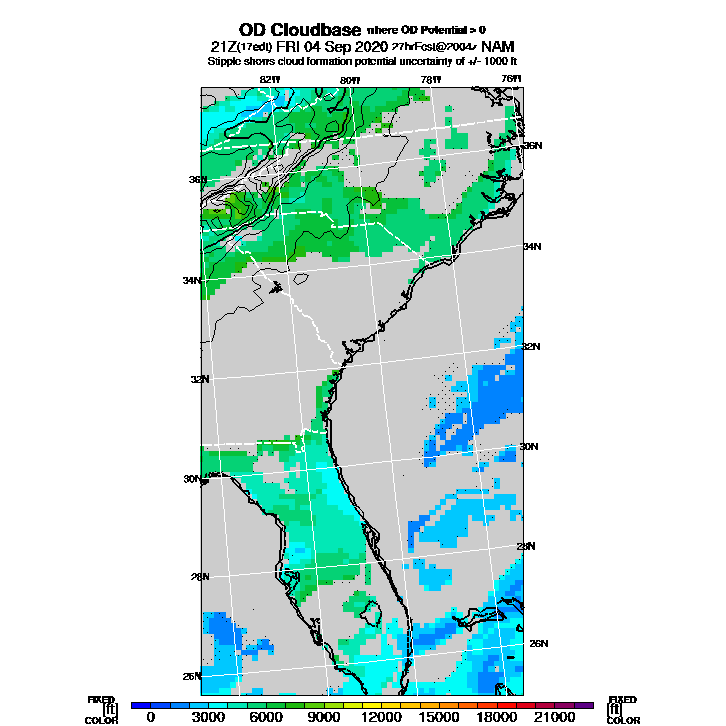 OD Cloudbase where OD Potential > 0
21Z(17edt) FRI 04 Sep 2020 27hrFcst@2004z NAM
Stipple shows cloud formation potential uncertainty of +/- 1000 ft
82W 80W 78W 76W
36N
36N
34N
34N
32N
32N
30N
30N
28N
28N
26N
26N
FIXED FIXED
[ft] 0 3000 6000 9000 12000 15000 18000 21000 [ft]
COLOR COLOR